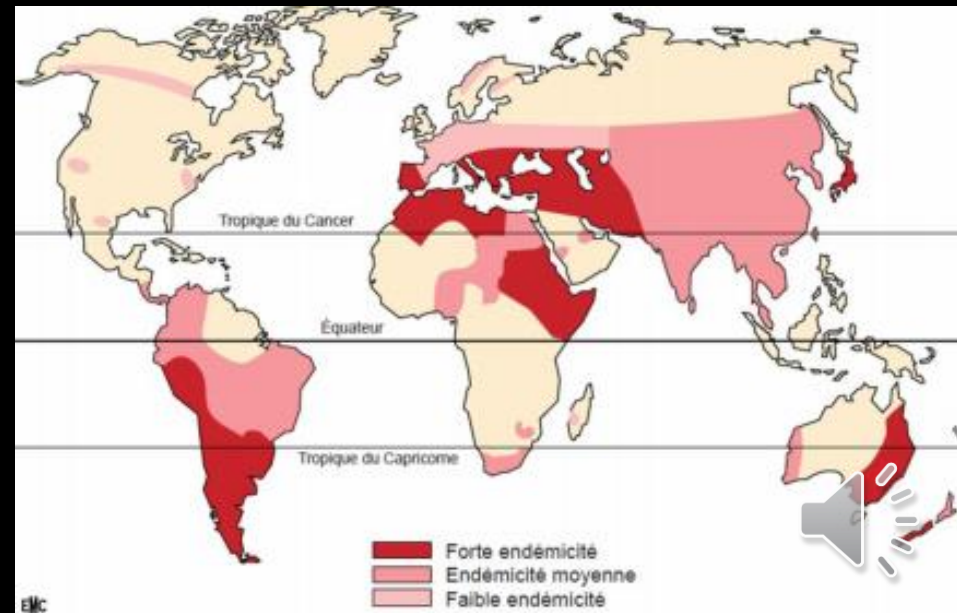 Tropique du Cancer
Équateur
Tropique du Capricorne
Forte endémicité
Endémicité moyenne
Faible endémicité
EMC